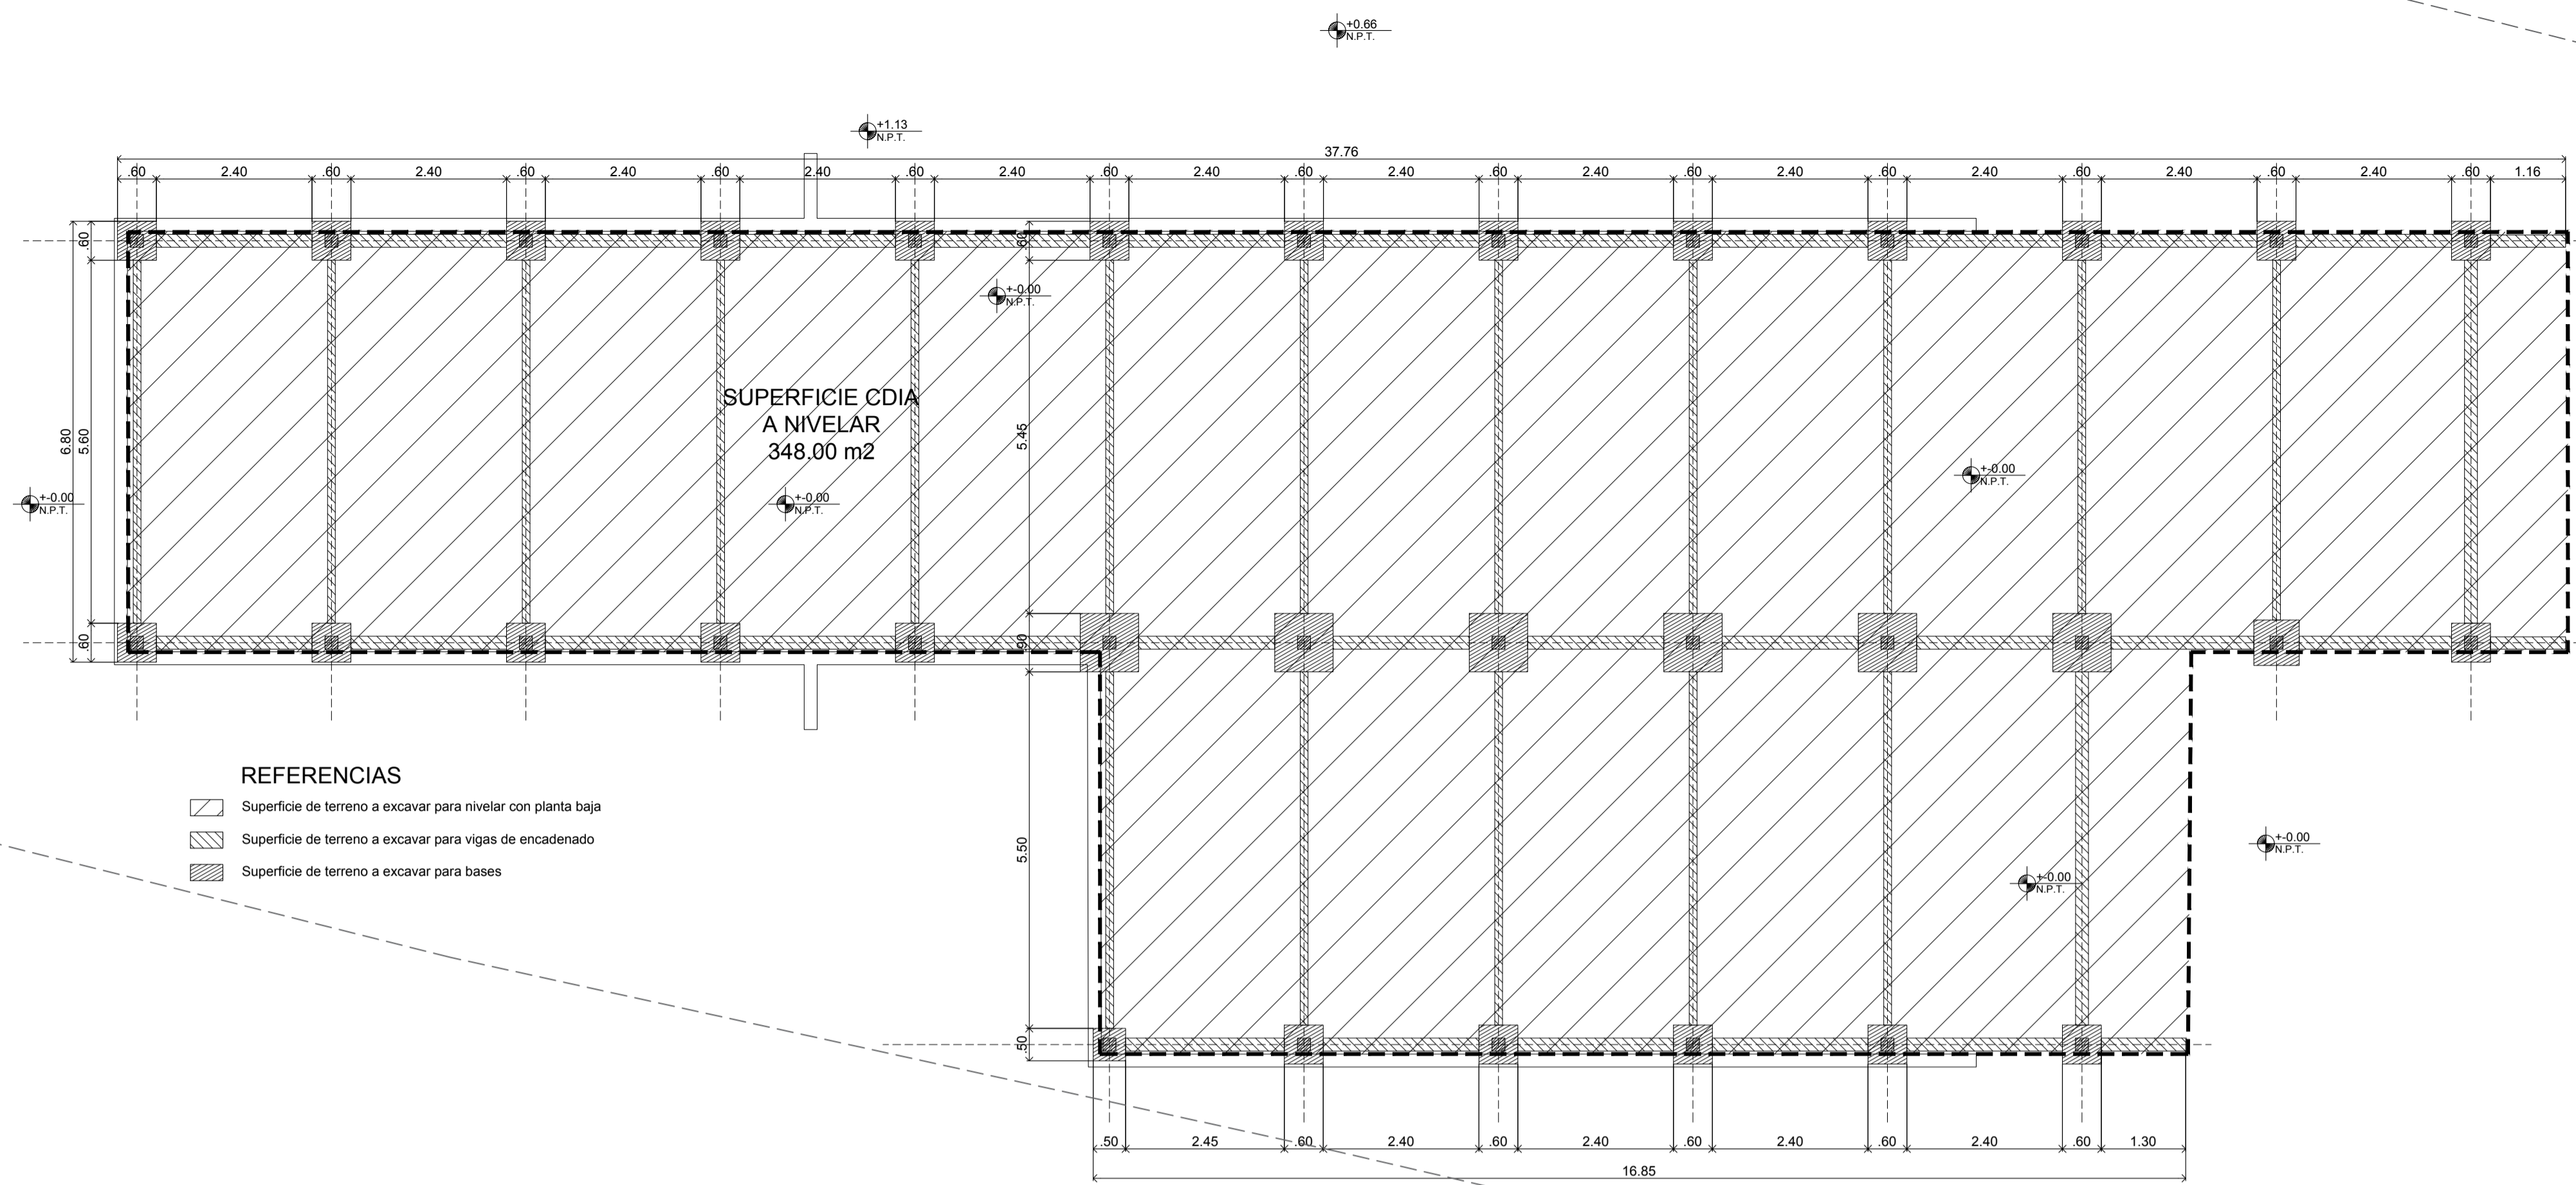 +0.66
N.P.T.
+1.13
N.P.T.
37.76
.60 2.40 .60 2.40 .60 2.40 .60 2.40 .60 2.40 .60 2.40 .60 2.40 .60 2.40 .60 2.40 .60 2.40 .60 2.40 .60 2.40 .60 1.16
.60
.60
+-0.00
N.P.T.
SUPERFICIE CDIA
A NIVELAR
348.00 m2
6.80
5.60
5.45
+-0.00
N.P.T.
+-0.00
N.P.T.
+-0.00
N.P.T.
.60
.90
REFERENCIAS
Superficie de terreno a excavar para nivelar con planta baja
Superficie de terreno a excavar para vigas de encadenado
Superficie de terreno a excavar para bases
5.50
+-0.00
N.P.T.
+-0.00
N.P.T.
.50
.50 2.45 .60 2.40 .60 2.40 .60 2.40 .60 2.40 .60 1.30
16.85